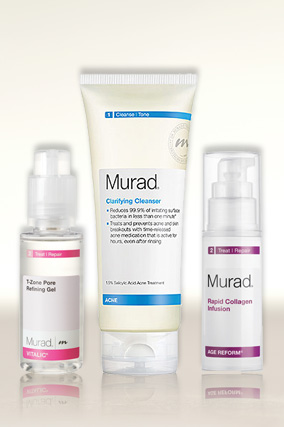 1 Cleanse | Tone
Murad.
Clarifying Cleanser
• Reduces 99.9% of irritating surface
bacteria in less than one minute*
• Treats and prevents acne and skin
breakouts with time-released
acne medication that is active for
hours, even after rinsing
1.5% Salicylic Acid Acne Treatment
ACNE
2 Treat | Repair
T-Zone Pore
Refining Gel
Murad. m
VITALIC®
2 Treat | Repair
Murad.
Rapid Collagen
Infusion
AGE REFORM®